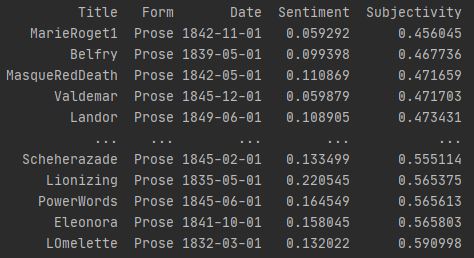 Title Form Date Sentiment Subjectivity
MarieRoget1 Prose 1842-11-01 0.059292 0.456045
Belfry Prose 1839-05-01 0.099398 0.467736
MasqueRedDeath Prose 1842-05-01 0.110869 0.471659
Valdemar Prose 1845-12-01 0.059879 0.471703
Landor Prose 1849-06-01 0.108905 0.473431
... ... ... ... ...
Scheherazade Prose 1845-02-01 0.133499 0.555114
Lionizing Prose 1835-05-01 0.220545 0.565375
PowerWords Prose 1845-06-01 0.164549 0.565613
Eleonora Prose 1841-10-01 0.158045 0.565803
LOmelette Prose 1832-03-01 0.132022 0.590998